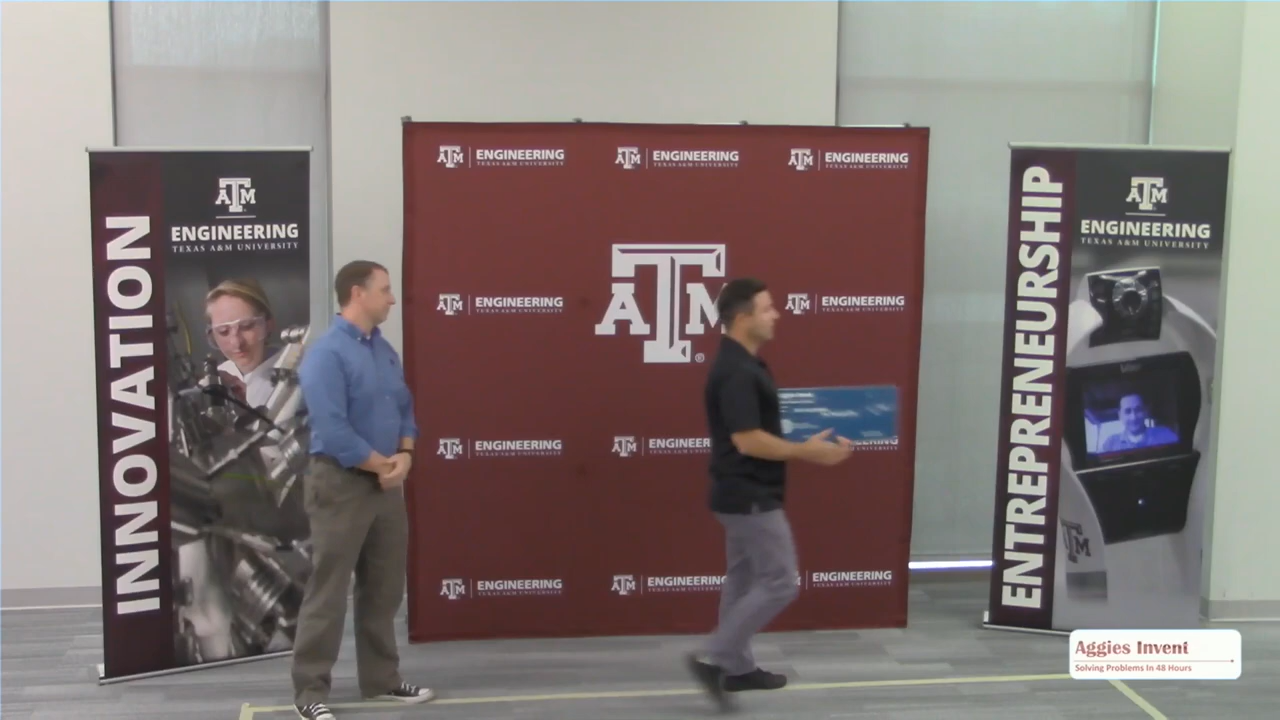 INNOVATION
ATM
ENGINEERING
TEXAS A&M UNIVERSITY
ATM ENGINEERING
TEXAS A&M UNIVERSITY
ATM ENGINEERING
TEXAS A&M UNIVERSITY
ATM ENGINEERING
TEXAS A&M UNIVERSITY
ATM
®
ATM ENGINEERING
TEXAS A&M UNIVERSITY
ATM ENGINEERING
TEXAS A&M UNIVERSITY
ATM ENGINEERING
TEXAS A&M UNIVERSITY
ATM ENGINEERING
ATM ENGINEERING
TEXAS A&M UNIVERSITY
ATM ENGINEERING
ENGINEERING
TEXAS A&M UNIVERSITY
ENTREPRENEURSHIP
ATM
ENGINEERING
TEXAS A&M UNIVERSITY
ATM
Aggies Invent
Solving Problems In 48 Hours